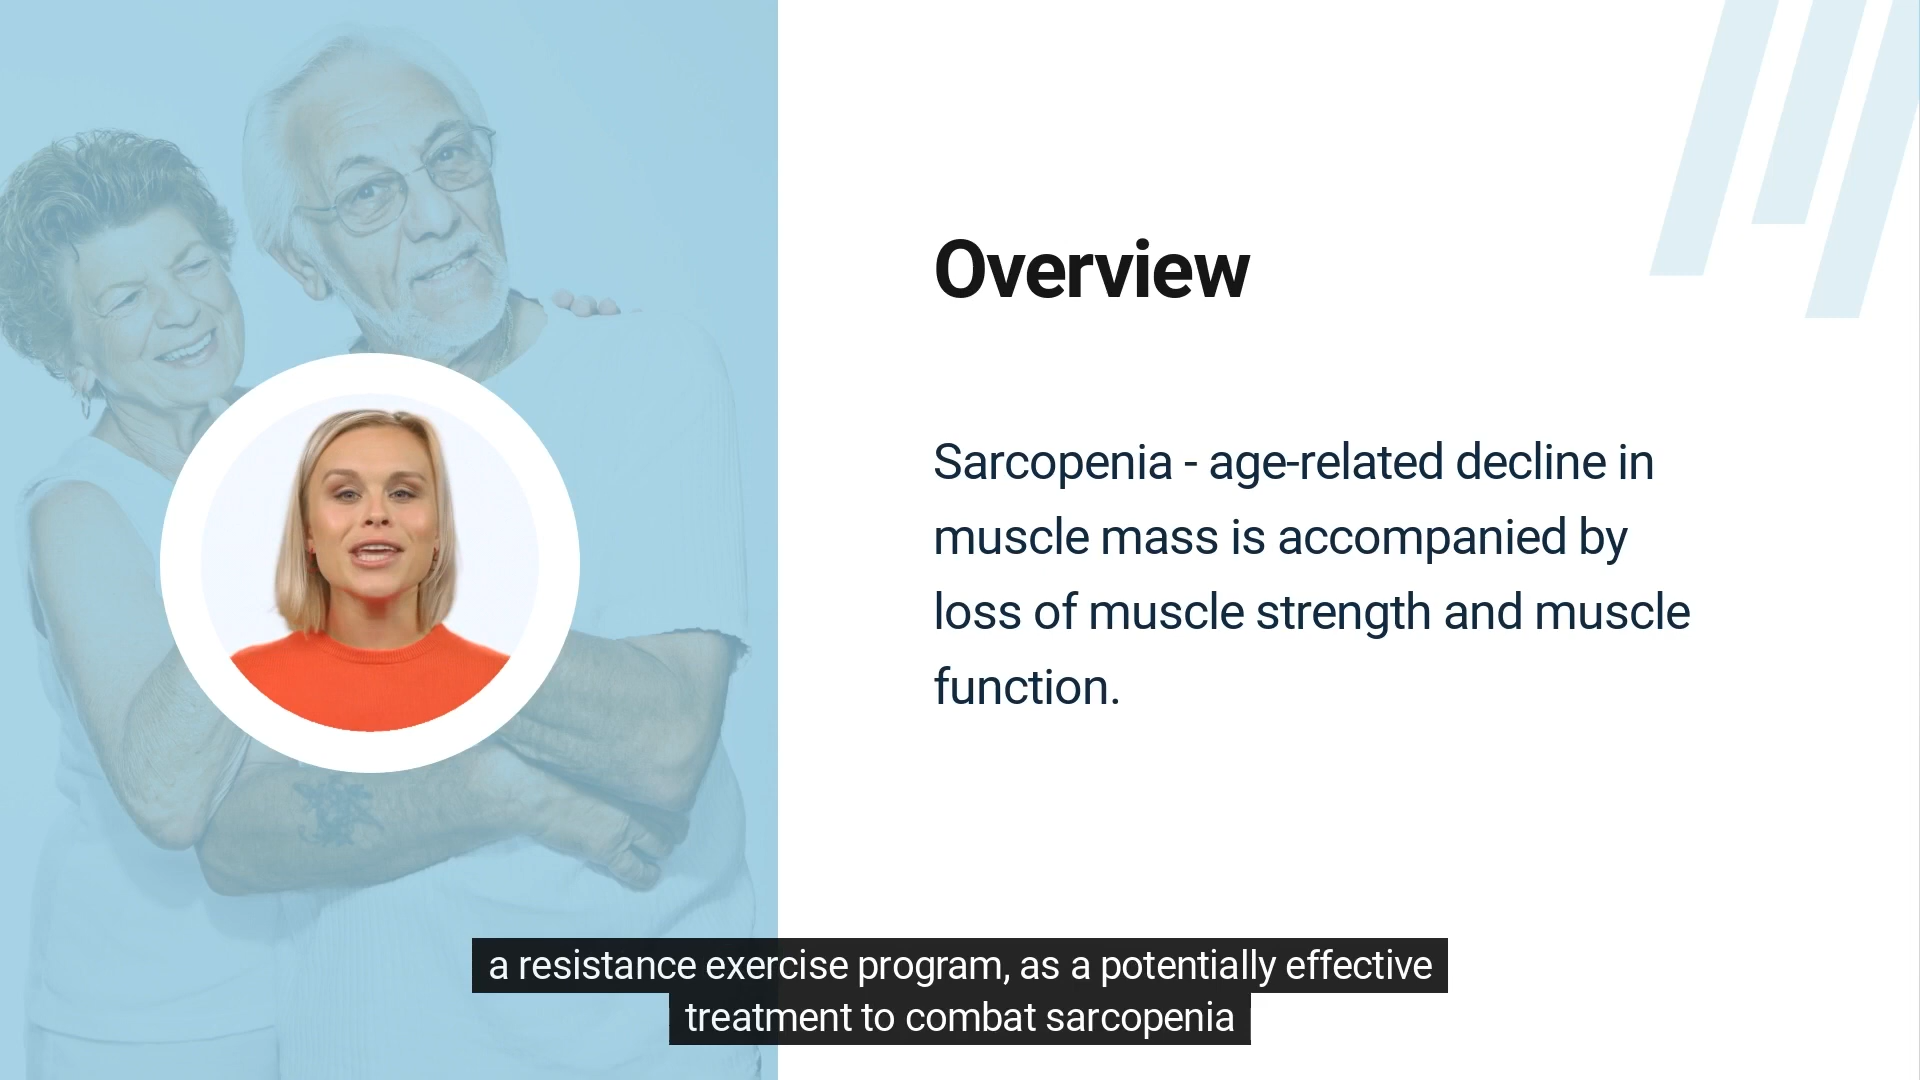 Overview
Sarcopenia - age-related decline in
muscle mass is accompanied by
loss of muscle strength and muscle
function.
a resistance exercise program, as a potentially effective
treatment to combat sarcopenia